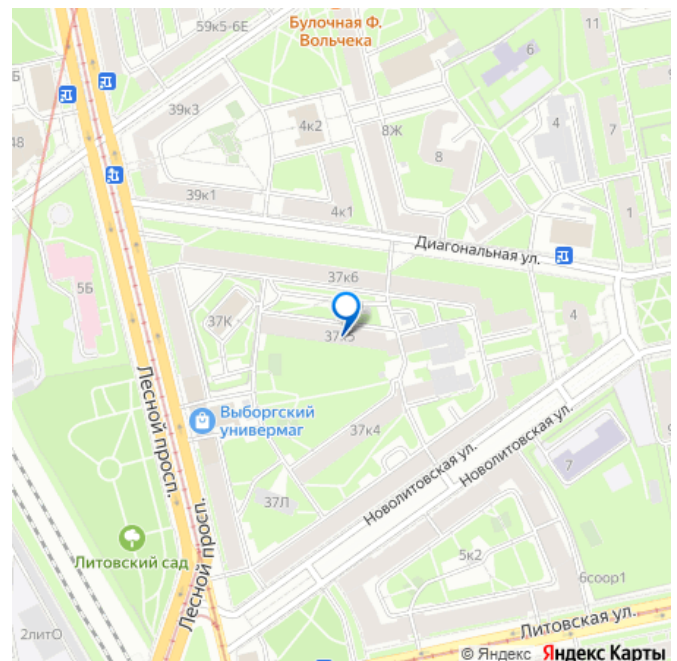 59к5-6Е
Булочная Ф.
Вольчека
11
6
39к3
4к2
8Ж
4
7
48
8
39к1
4к1
1
Диагональная ул.
5Б
37к6
37К
37к5
4
Лесной просп.
Выборгский
универмаг
37к4
Новолитовская ул.
Новолитовская ул.
7
37Л
Лесной просп.
Литовский сад
5к2
6соор1
2литО
Литовская ул.
© Яндекс Яндекс Карты